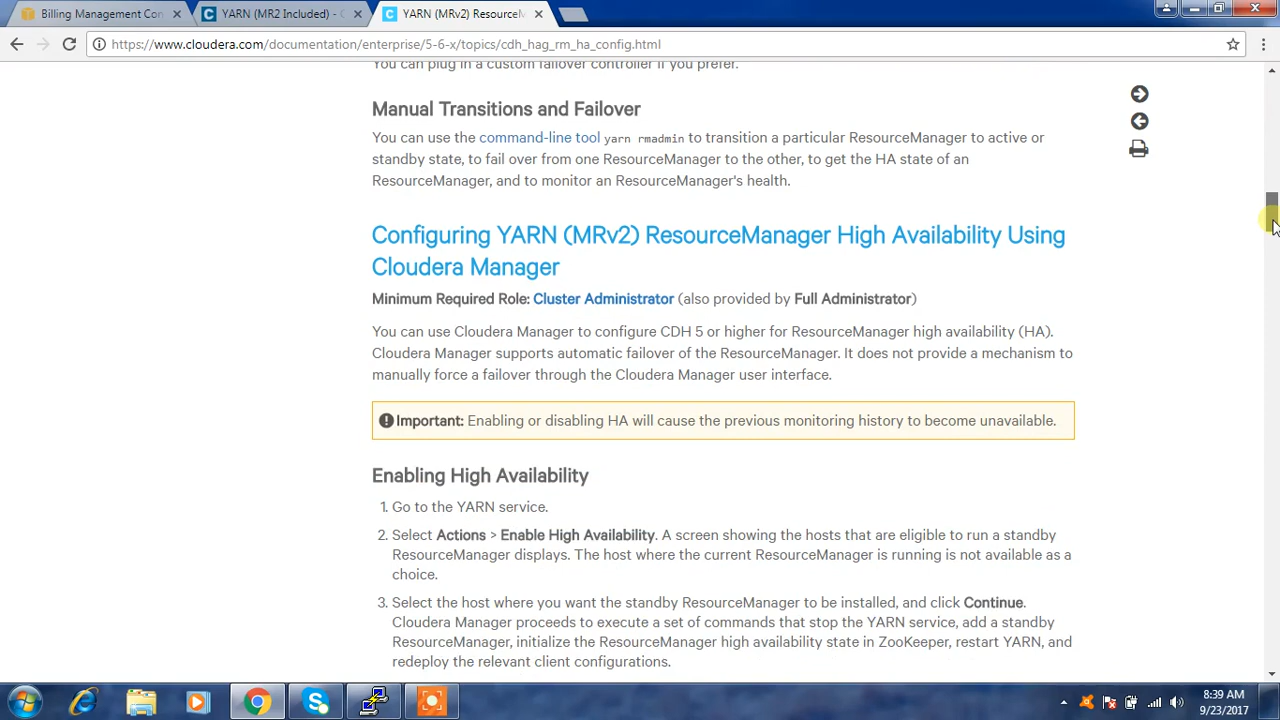 Billing Management Con
YARN (MR2 Included) - C
YARN (MRv2) ResourceM
https://www.cloudera.com/documentation/enterprise/5-6-x/topics/cdh_hag_rm_ha_config.html
You can plug in a custom failover controller if you prefer.
Manual Transitions and Failover
You can use the command-line tool yarn rmadmin to transition a particular ResourceManager to active or
standby state, to fail over from one ResourceManager to the other, to get the HA state of an
ResourceManager, and to monitor an ResourceManager's health.
Configuring YARN (MRv2) ResourceManager High Availability Using
Cloudera Manager
Minimum Required Role: Cluster Administrator (also provided by Full Administrator)
You can use Cloudera Manager to configure CDH 5 or higher for ResourceManager high availability (HA).
Cloudera Manager supports automatic failover of the ResourceManager. It does not provide a mechanism to
manually force a failover through the Cloudera Manager user interface.
Important: Enabling or disabling HA will cause the previous monitoring history to become unavailable.
Enabling High Availability
1. Go to the YARN service.
2. Select Actions > Enable High Availability. A screen showing the hosts that are eligible to run a standby
ResourceManager displays. The host where the current ResourceManager is running is not available as a
choice.
3. Select the host where you want the standby ResourceManager to be installed, and click Continue.
Cloudera Manager proceeds to execute a set of commands that stop the YARN service, add a standby
ResourceManager, initialize the ResourceManager high availability state in ZooKeeper, restart YARN, and
redeploy the relevant client configurations.
8:39 AM
9/23/2017